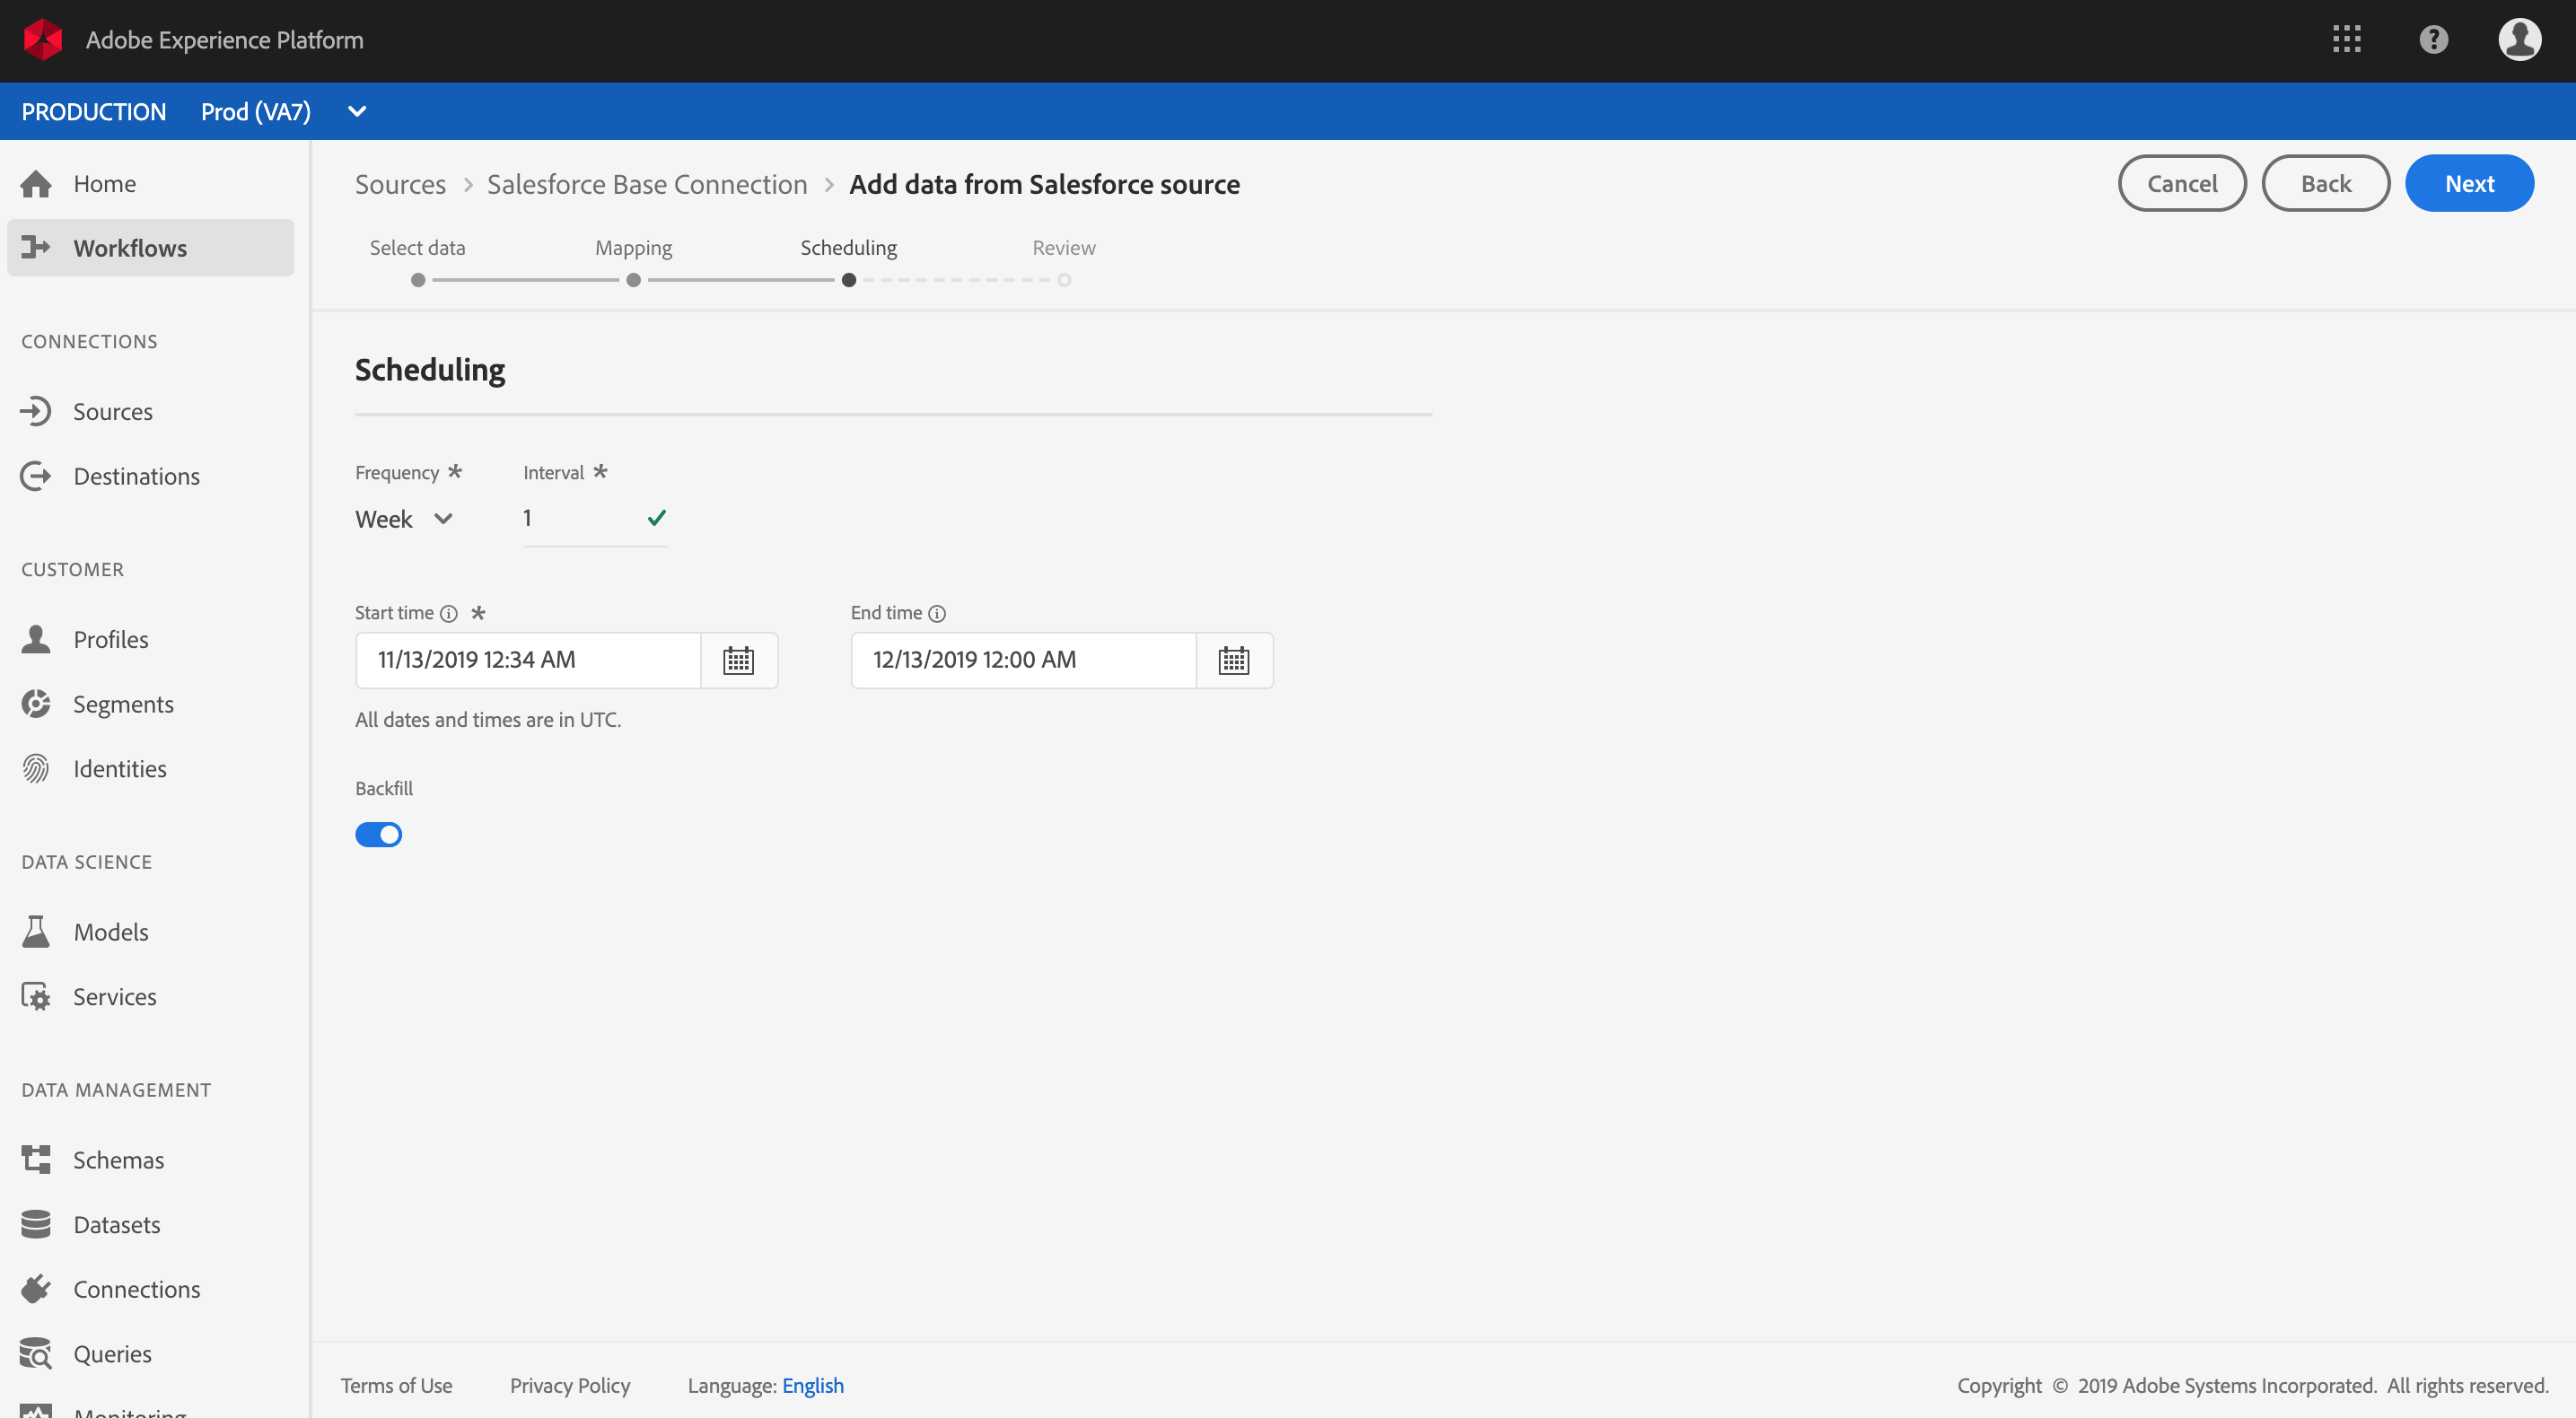 Adobe Experience Platform
PRODUCTION Prod (VA7)
Home
Workflows
CONNECTIONS
Sources
Destinations
CUSTOMER
Profiles
Segments
Identities
DATA SCIENCE
Models
Services
DATA MANAGEMENT
Schemas
Datasets
Connections
Queries
Monitoring
Sources > Salesforce Base Connection > Add data from Salesforce source
Cancel Back Next
Select data Mapping Scheduling Review
Scheduling
Frequency * Interval *
Week 1
Start time * End time
11/13/2019 12:34 AM 12/13/2019 12:00 AM
All dates and times are in UTC.
Backfill
Terms of Use Privacy Policy Language: English Copyright © 2019 Adobe Systems Incorporated. All rights reserved.